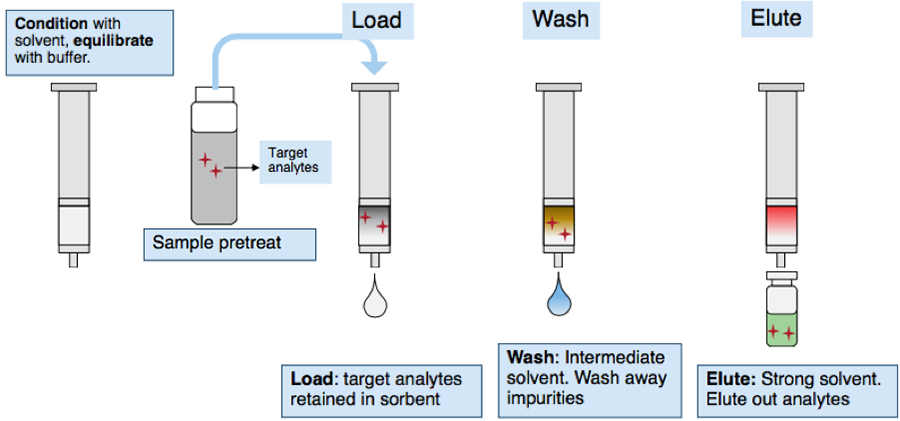 Condition with
solvent, equilibrate
with buffer.
Load
Wash
Elute
Target
analytes
Sample pretreat
Load: target analytes
retained in sorbent
Wash: Intermediate
solvent. Wash away
impurities
Elute: Strong solvent.
Elute out analytes